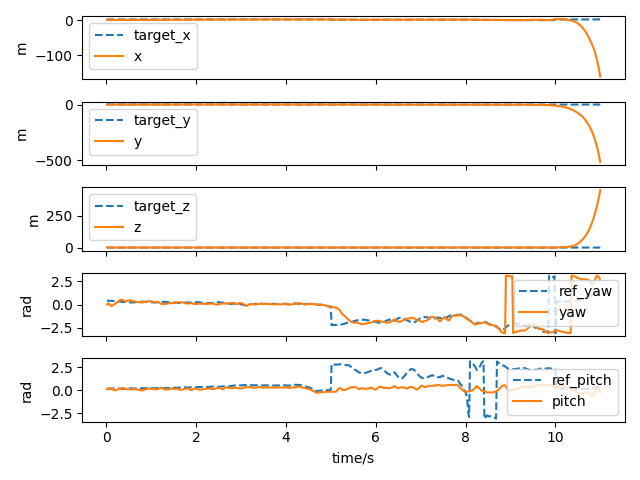 0
−100
m
target_x
x
0
−500
m
target_y
y
250
0
m
target_z
z
2.5
0.0
−2.5
rad
ref_yaw
yaw
2.5
0.0
−2.5
rad
ref_pitch
pitch
0 2 4 6 8 10
time/s